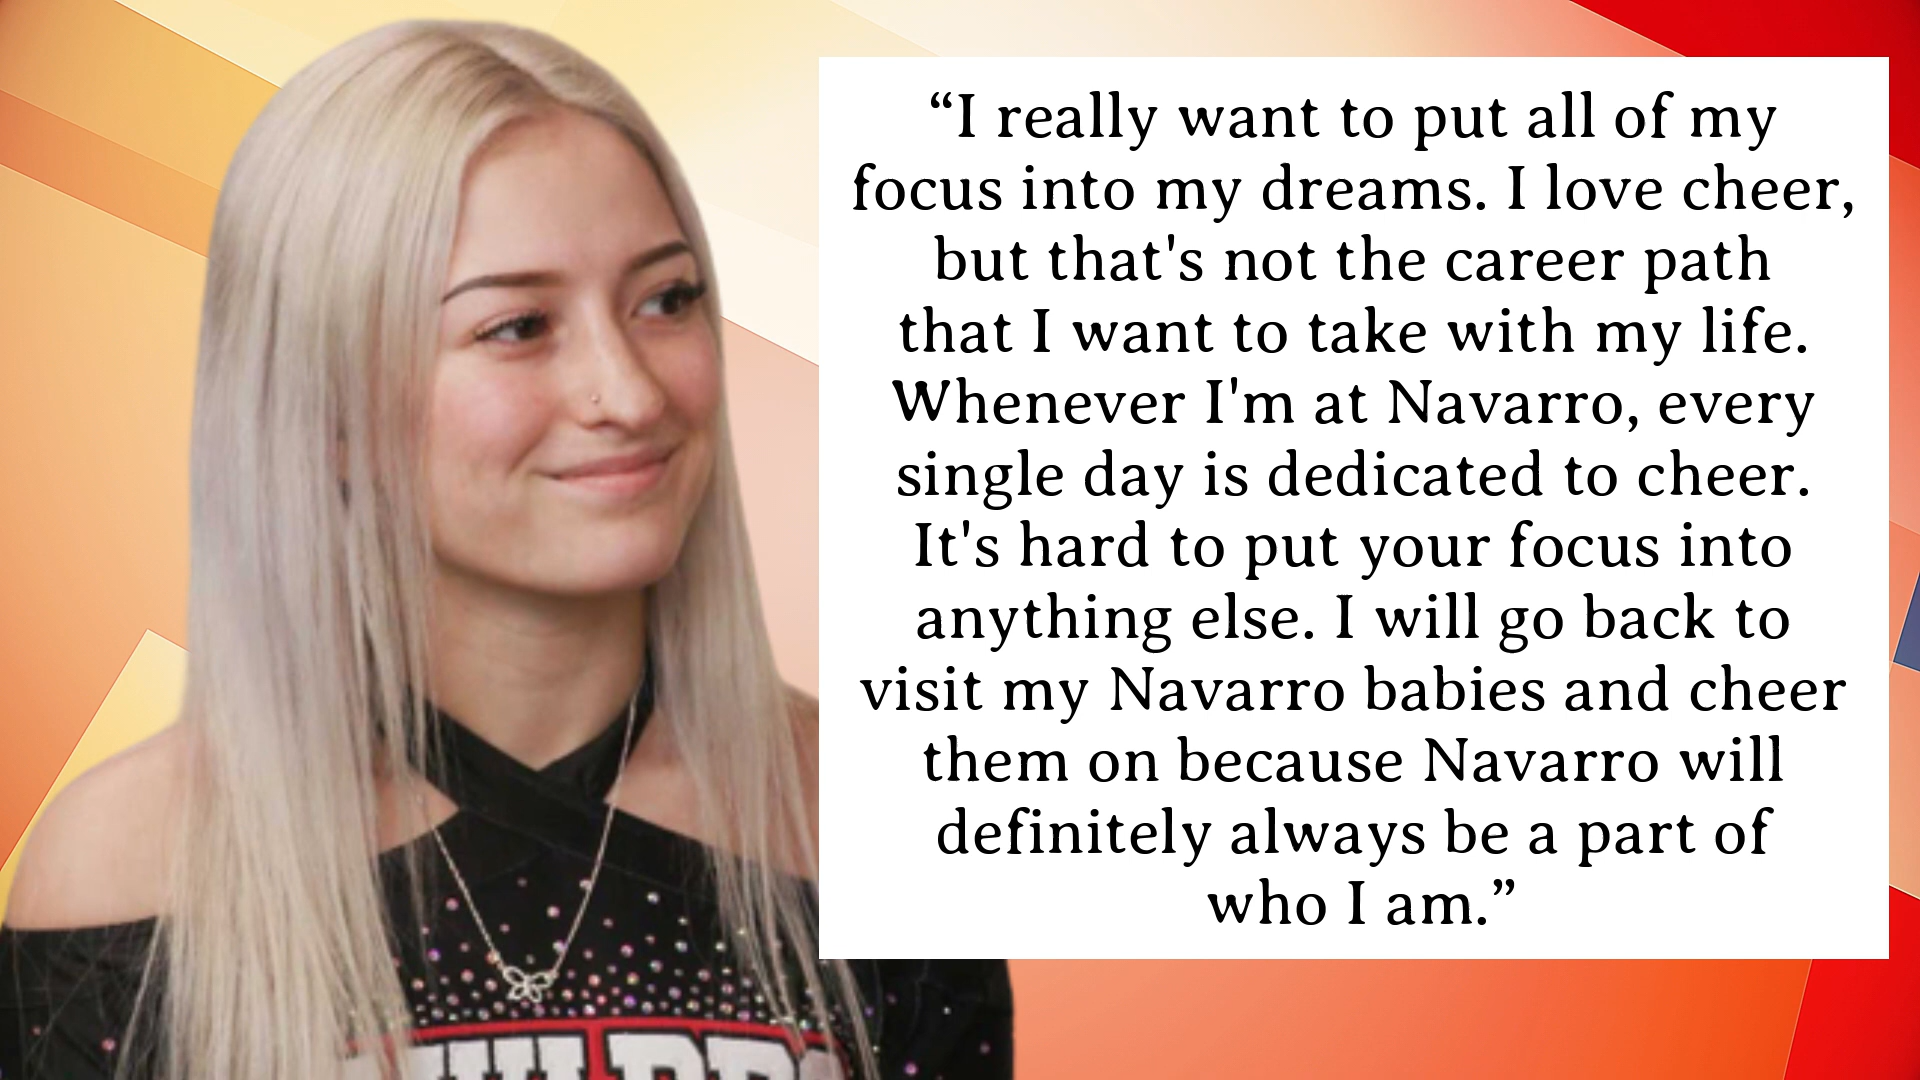 “I really want to put all of my
focus into my dreams. I love cheer,
but that's not the career path
that I want to take with my life.
Whenever I'm at Navarro, every
single day is dedicated to cheer.
It's hard to put your focus into
anything else. I will go back to
visit my Navarro babies and cheer
them on because Navarro will
definitely always be a part of
who I am.”